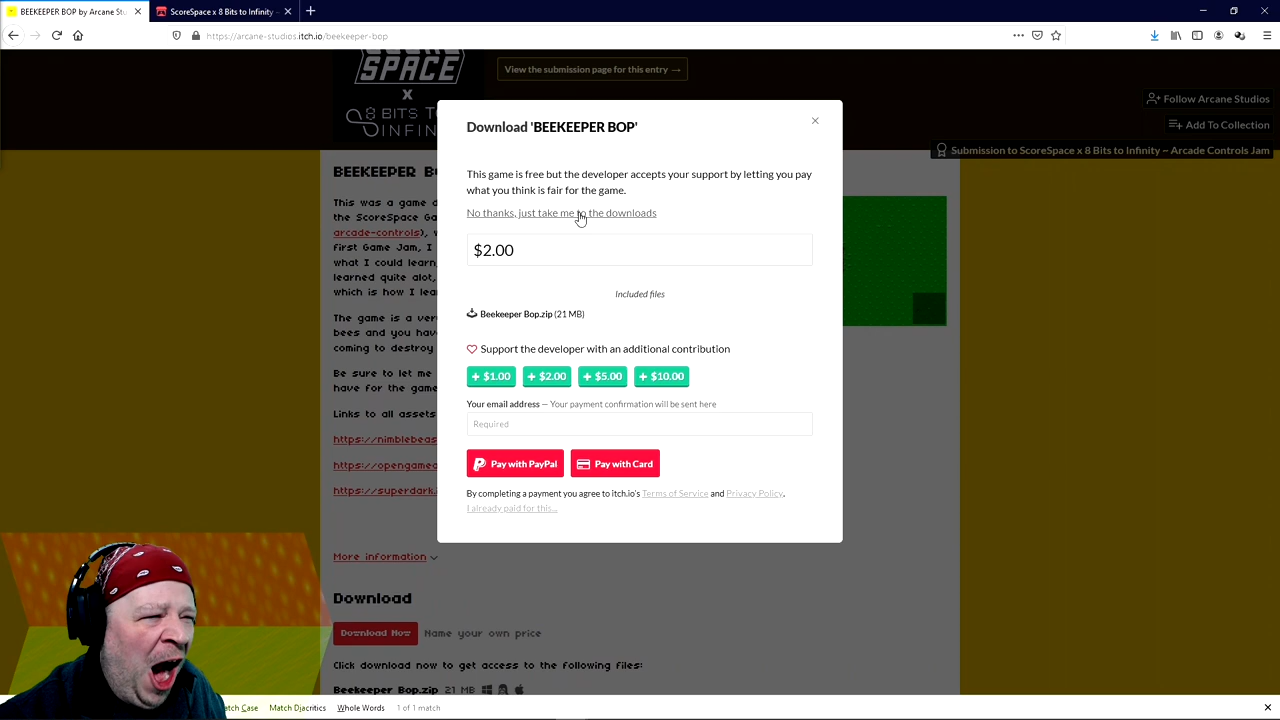 BEEKEEPER BOP by Arcane Stu
ScoreSpace x 8 Bits to Infinity –
https://arcane-studios.itch.io/beekeeper-bop
SCORE
SPACE
X
8 BITS T
INFIN
View the submission page for this entry →
Follow Arcane Studios
Add To Collection
Submission to ScoreSpace x 8 Bits to Infinity – Arcade Controls Jam
BEEKEEPER B
This was a game d
the ScoreSpace Ga
arcade-controls), w
first Game Jam, I
what I could learn,
learned quite alot,
which is how I lea
The game is a ver
bees and you hav
coming to destroy
Be sure to let me
have for the game
Links to all assets
https://nimblebeas
https://opengamea
https://superdark.i
More information
Download
Download Now Name your own price
Click download now to get access to the following files:
Beekeeper Bop.zip 21 MB
Download 'BEEKEEPER BOP'
This game is free but the developer accepts your support by letting you pay
what you think is fair for the game.
No thanks, just take me to the downloads
$2.00
Included files
Beekeeper Bop.zip (21 MB)
Support the developer with an additional contribution
+ $1.00 + $2.00 + $5.00 + $10.00
Your email address — Your payment confirmation will be sent here
Required
Pay with PayPal Pay with Card
By completing a payment you agree to itch.io's Terms of Service and Privacy Policy.
I already paid for this...
atch Case Match Diacritics Whole Words 1 of 1 match